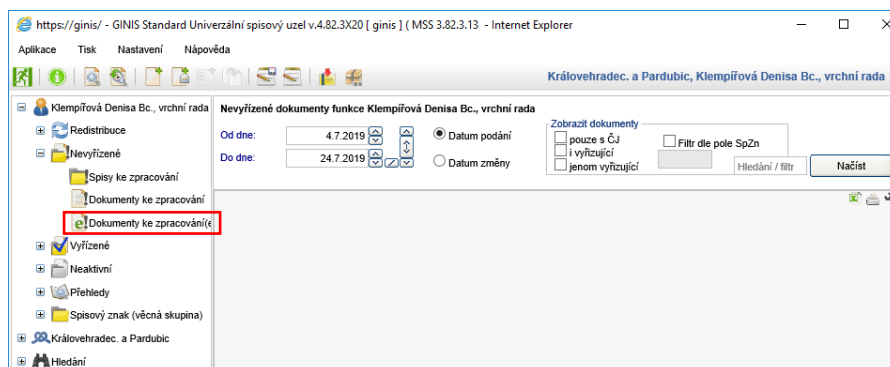 https://ginis/ - GINIS Standard Univerzální spisový uzel v.4.82.3X20 [ ginis ] ( MSS 3.82.3.13 - Internet Explorer
Aplikace Tisk Nastavení Nápověda
Královehradec. a Pardubic, Klempířová Denisa Bc., vrchní rada
Klempířová Denisa Bc., vrchní rada
Redistribuce
Nevyřízené
Spisy ke zpracování
Dokumenty ke zpracování
Dokumenty ke zpracování(e
Vyřízené
Neaktivní
Přehledy
Spisový znak (věcná skupina)
Královehradec. a Pardubic
Hledání
Nevyřízené dokumenty funkce Klempířová Denisa Bc., vrchní rada
Od dne: 4.7.2019 Datum podání
Do dne: 24.7.2019 Datum změny
Zobrazit dokumenty
pouze s ČJ Filtr dle pole SpZn
i vyřizující
jenom vyřizující Hledání / filtr Načíst